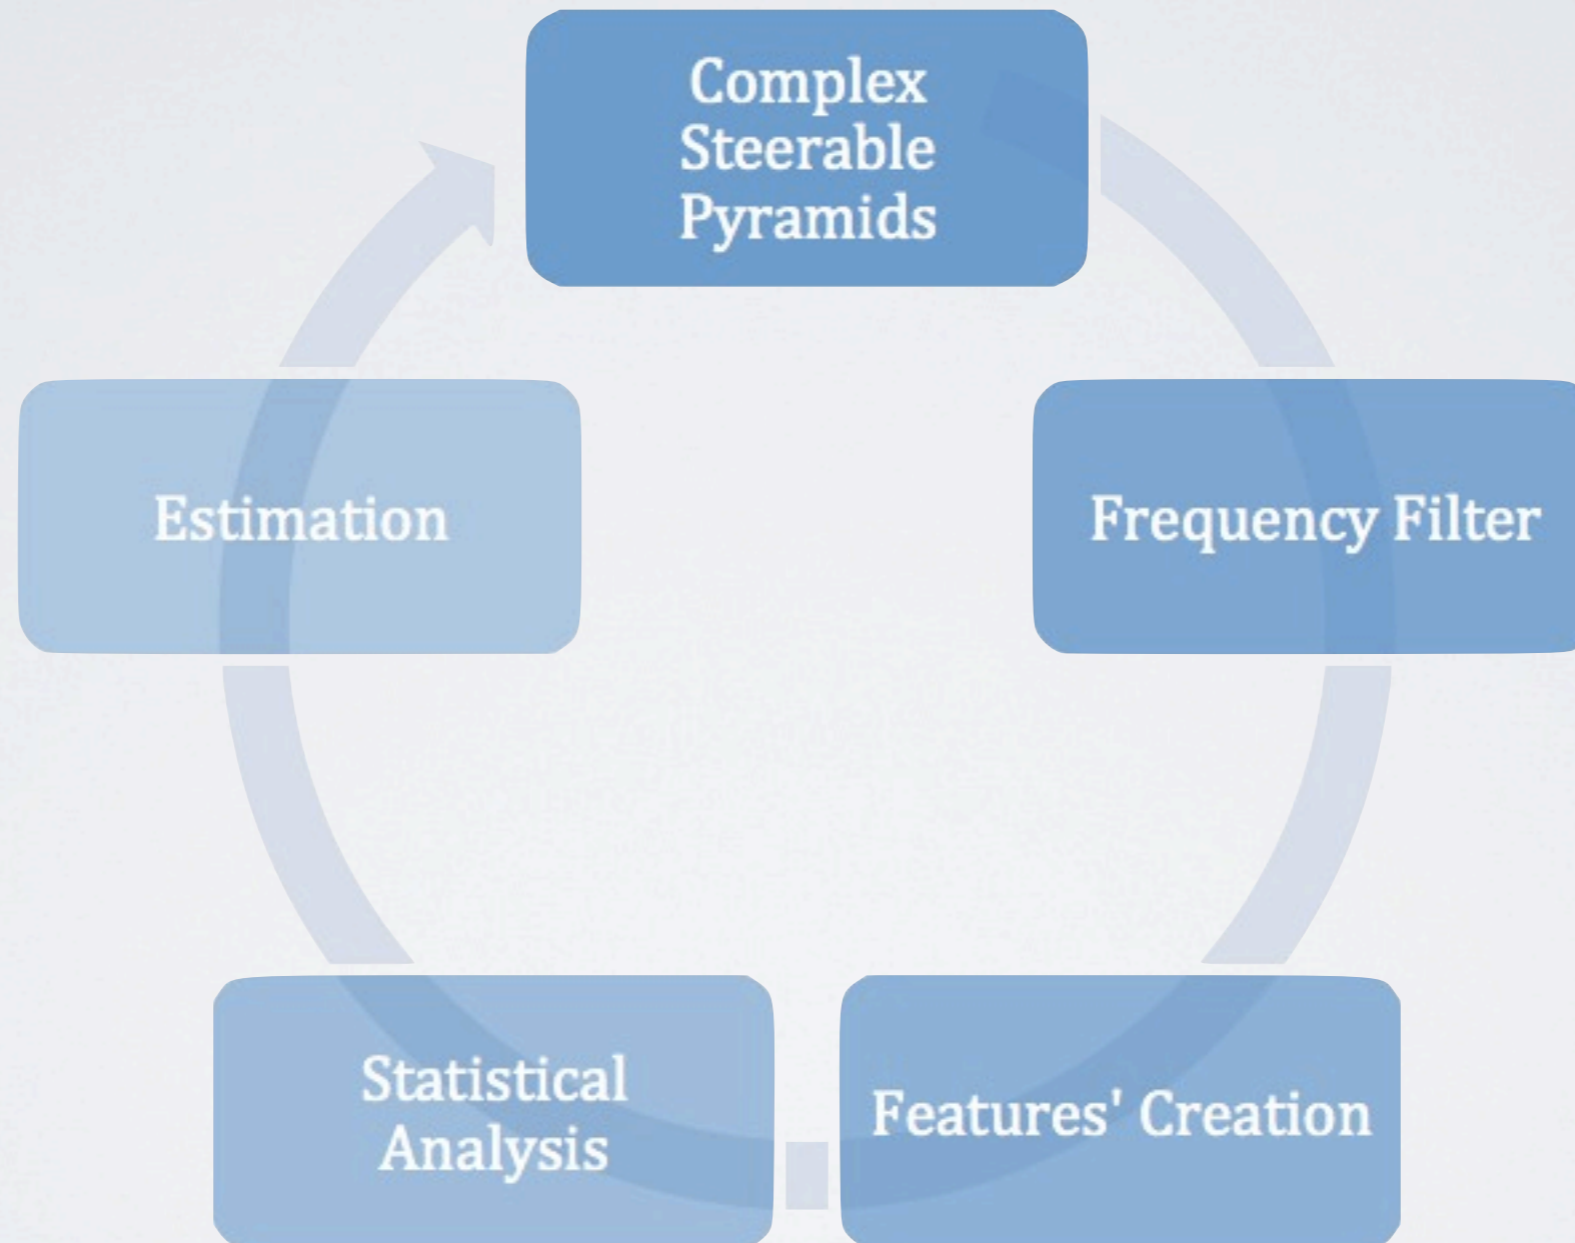 Complex
Steerable
Pyramids
Frequency Filter
Features' Creation
Statistical
Analysis
Estimation